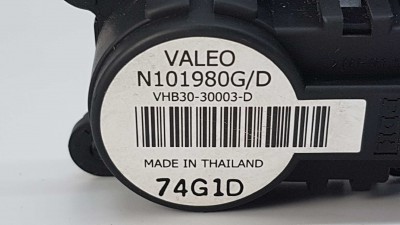 VALEO
N101980G/D
VHB30-30003-D
MADE IN THAILAND
74G1D